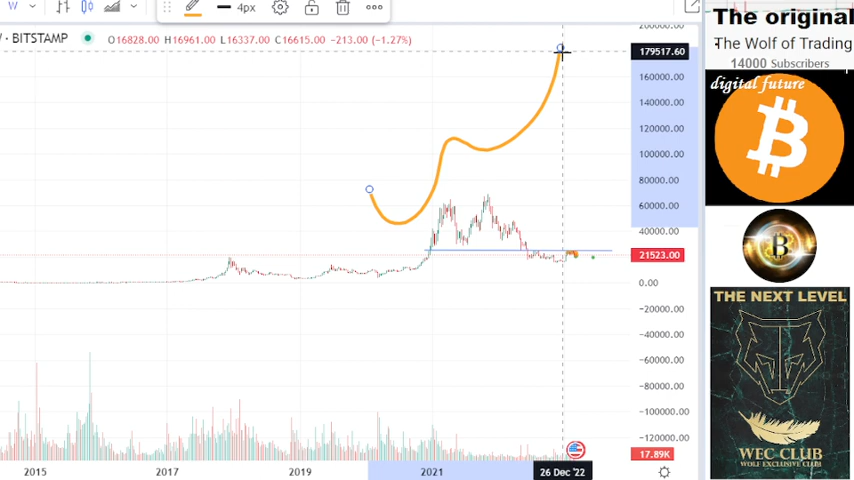 W
4px
· BITSTAMP
O16828.00 H16961.00 L16337.00 C16615.00 -213.00 (-1.27%)
200000.00
179517.60
160000.00
140000.00
120000.00
100000.00
80000.00
60000.00
40000.00
21523.00
0.00
-20000.00
-40000.00
-60000.00
-80000.00
-100000.00
-120000.00
17.89K
2015
2017
2019
2021
26 Dec '22
The original
The Wolf of Trading
14000 Subscribers
digital future
THE NEXT LEVEL
WEC CLUB
WOLF EXCLUSIVE CLUB